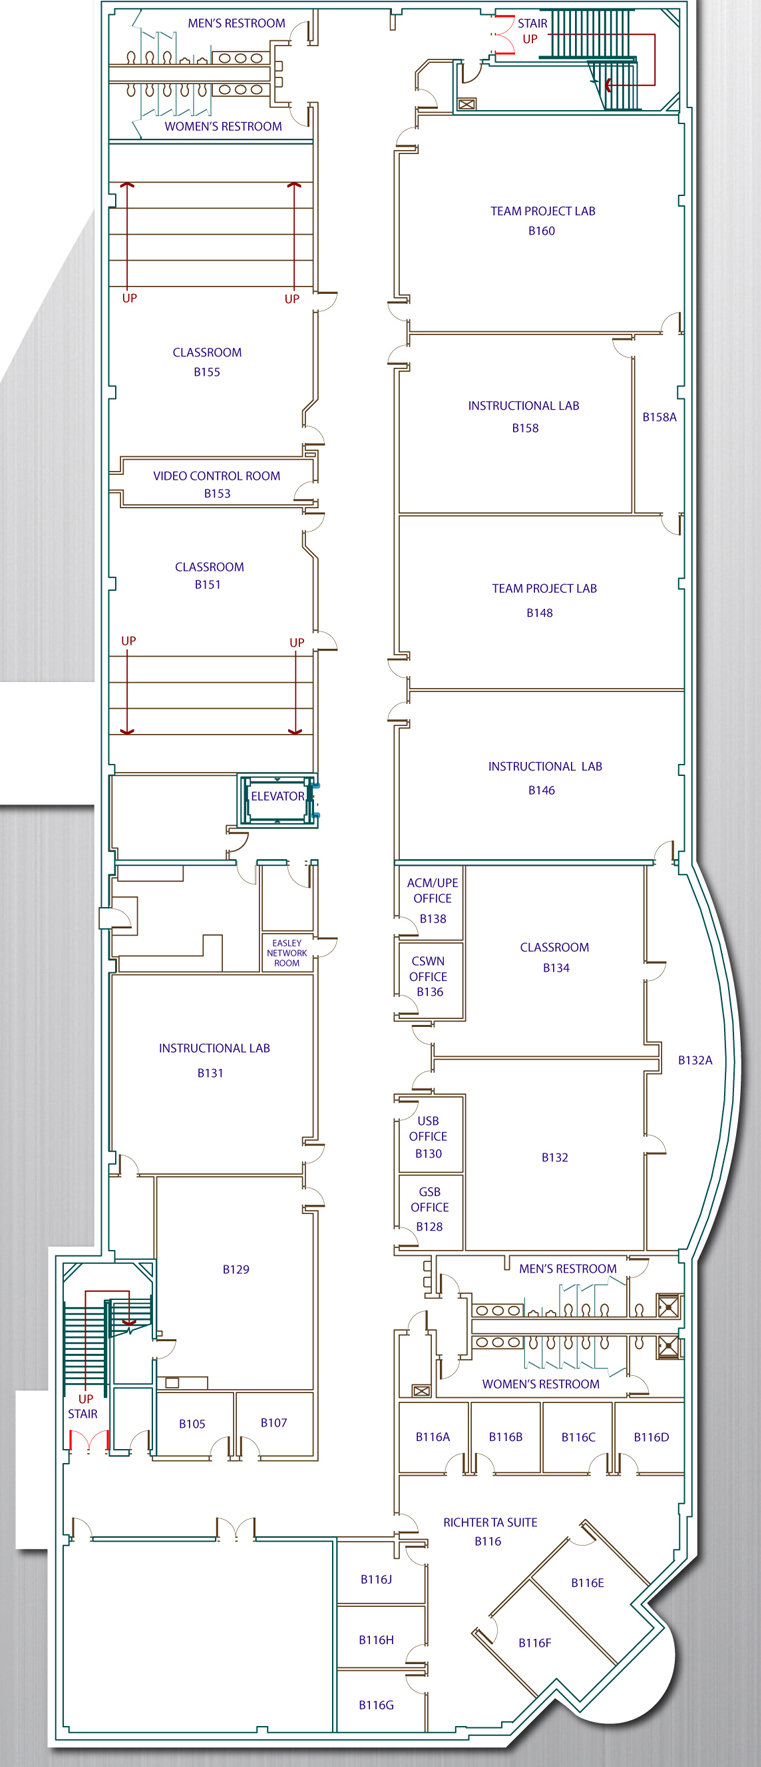 MEN'S RESTROOM
STAIR
UP
WOMEN'S RESTROOM
TEAM PROJECT LAB
B160
UP
UP
CLASSROOM
B155
INSTRUCTIONAL LAB
B158
B158A
VIDEO CONTROL ROOM
B153
CLASSROOM
B151
TEAM PROJECT LAB
B148
UP
UP
INSTRUCTIONAL LAB
B146
ELEVATOR
ACM/UPE
OFFICE
B138
EASLEY
NETWORK
ROOM
CLASSROOM
B134
CSWN
OFFICE
B136
INSTRUCTIONAL LAB
B131
B132A
USB
OFFICE
B130
B132
GSB
OFFICE
B128
B129
MEN'S RESTROOM
WOMEN'S RESTROOM
UP
STAIR
B105
B107
B116A
B116B
B116C
B116D
RICHTER TA SUITE
B116
B116J
B116E
B116H
B116F
B116G